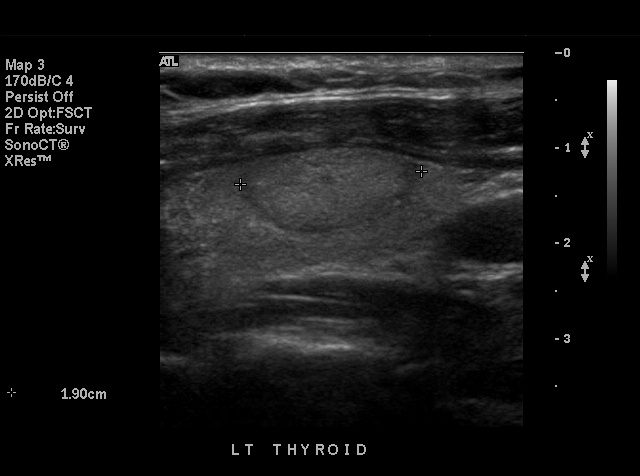 ATL
Map 3
170dB/C 4
Persist Off
2D Opt:FSCT
Fr Rate:Surv
SonoCT®
XRes™
0
1
x
2
x
3
1.90cm
LT THYROID